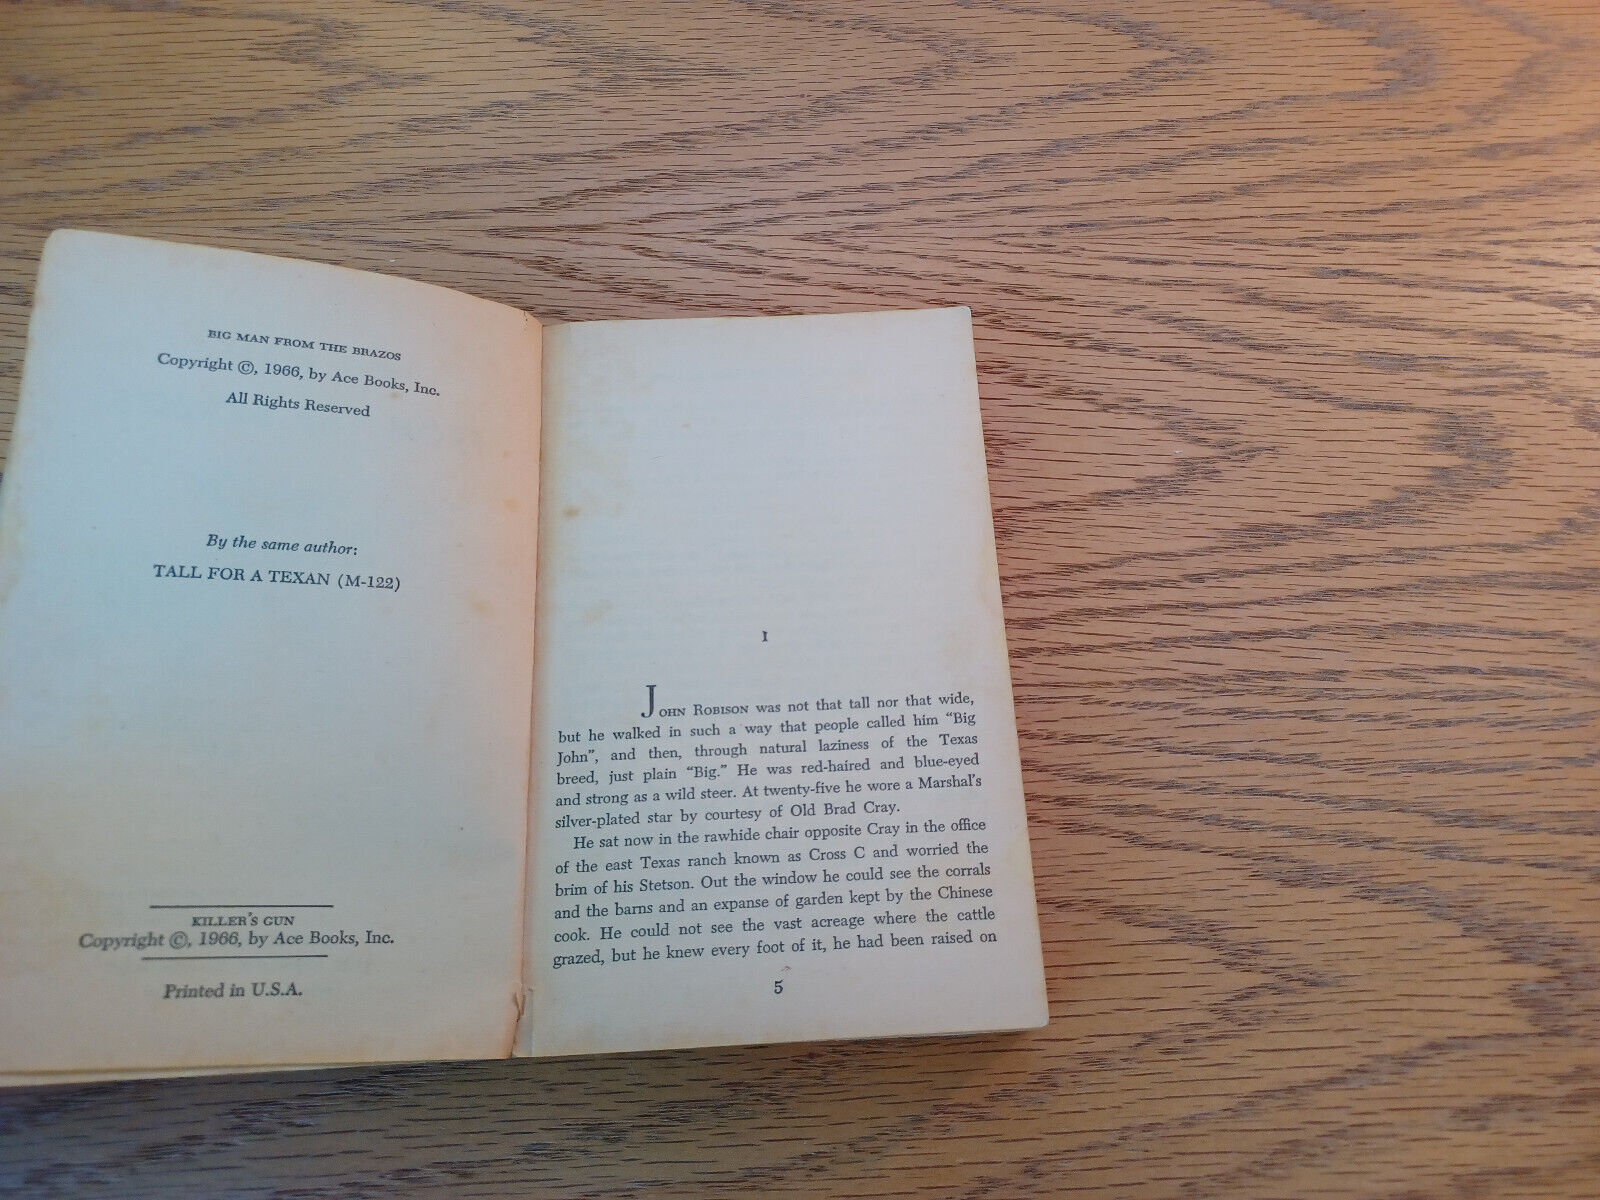 BIG MAN FROM THE BRAZOS
Copyright ©, 1966, by Ace Books, Inc.
All Rights Reserved
By the same author:
TALL FOR A TEXAN (M-122)
KILLER'S GUN
Copyright ©, 1966, by Ace Books, Inc.
Printed in U.S.A.
I
JOHN ROBISON was not that tall nor that wide,
but he walked in such a way that people called him “Big
John”, and then, through natural laziness of the Texas
breed, just plain “Big.” He was red-haired and blue-eyed
and strong as a wild steer. At twenty-five he wore a Marshal's
silver-plated star by courtesy of Old Brad Cray.
He sat now in the rawhide chair opposite Cray in the office
of the east Texas ranch known as Cross C and worried the
brim of his Stetson. Out the window he could see the corrals
and the barns and an expanse of garden kept by the Chinese
cook. He could not see the vast acreage where the cattle
grazed, but he knew every foot of it, he had been raised on
5